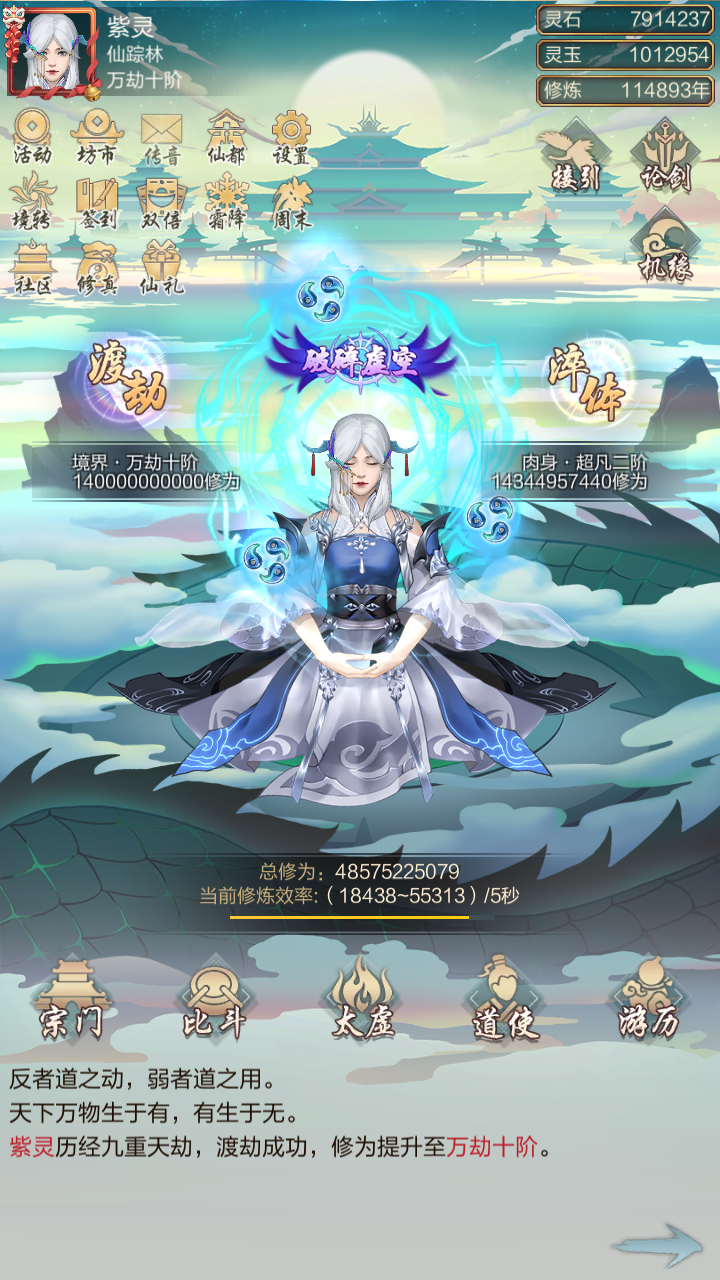 紫灵
仙踪林
万劫十阶
灵石 7914237
灵玉 1012954
修炼 114893年
活动 坊市 传音 仙都 设置
境转 签到 双倍 霜降 周末
社区 修真 仙礼
接引 论剑
机缘
渡劫 破碎虚空 淬体
境界·万劫十阶
140000000000修为
肉身·超凡二阶
14344957440修为
总修为：48575225079
当前修炼效率:（18438~55313）/5秒
宗门 比斗 太虚 道使 游历
反者道之动，弱者道之用。
天下万物生于有，有生于无。
紫灵历经九重天劫，渡劫成功，修为提升至万劫十阶。